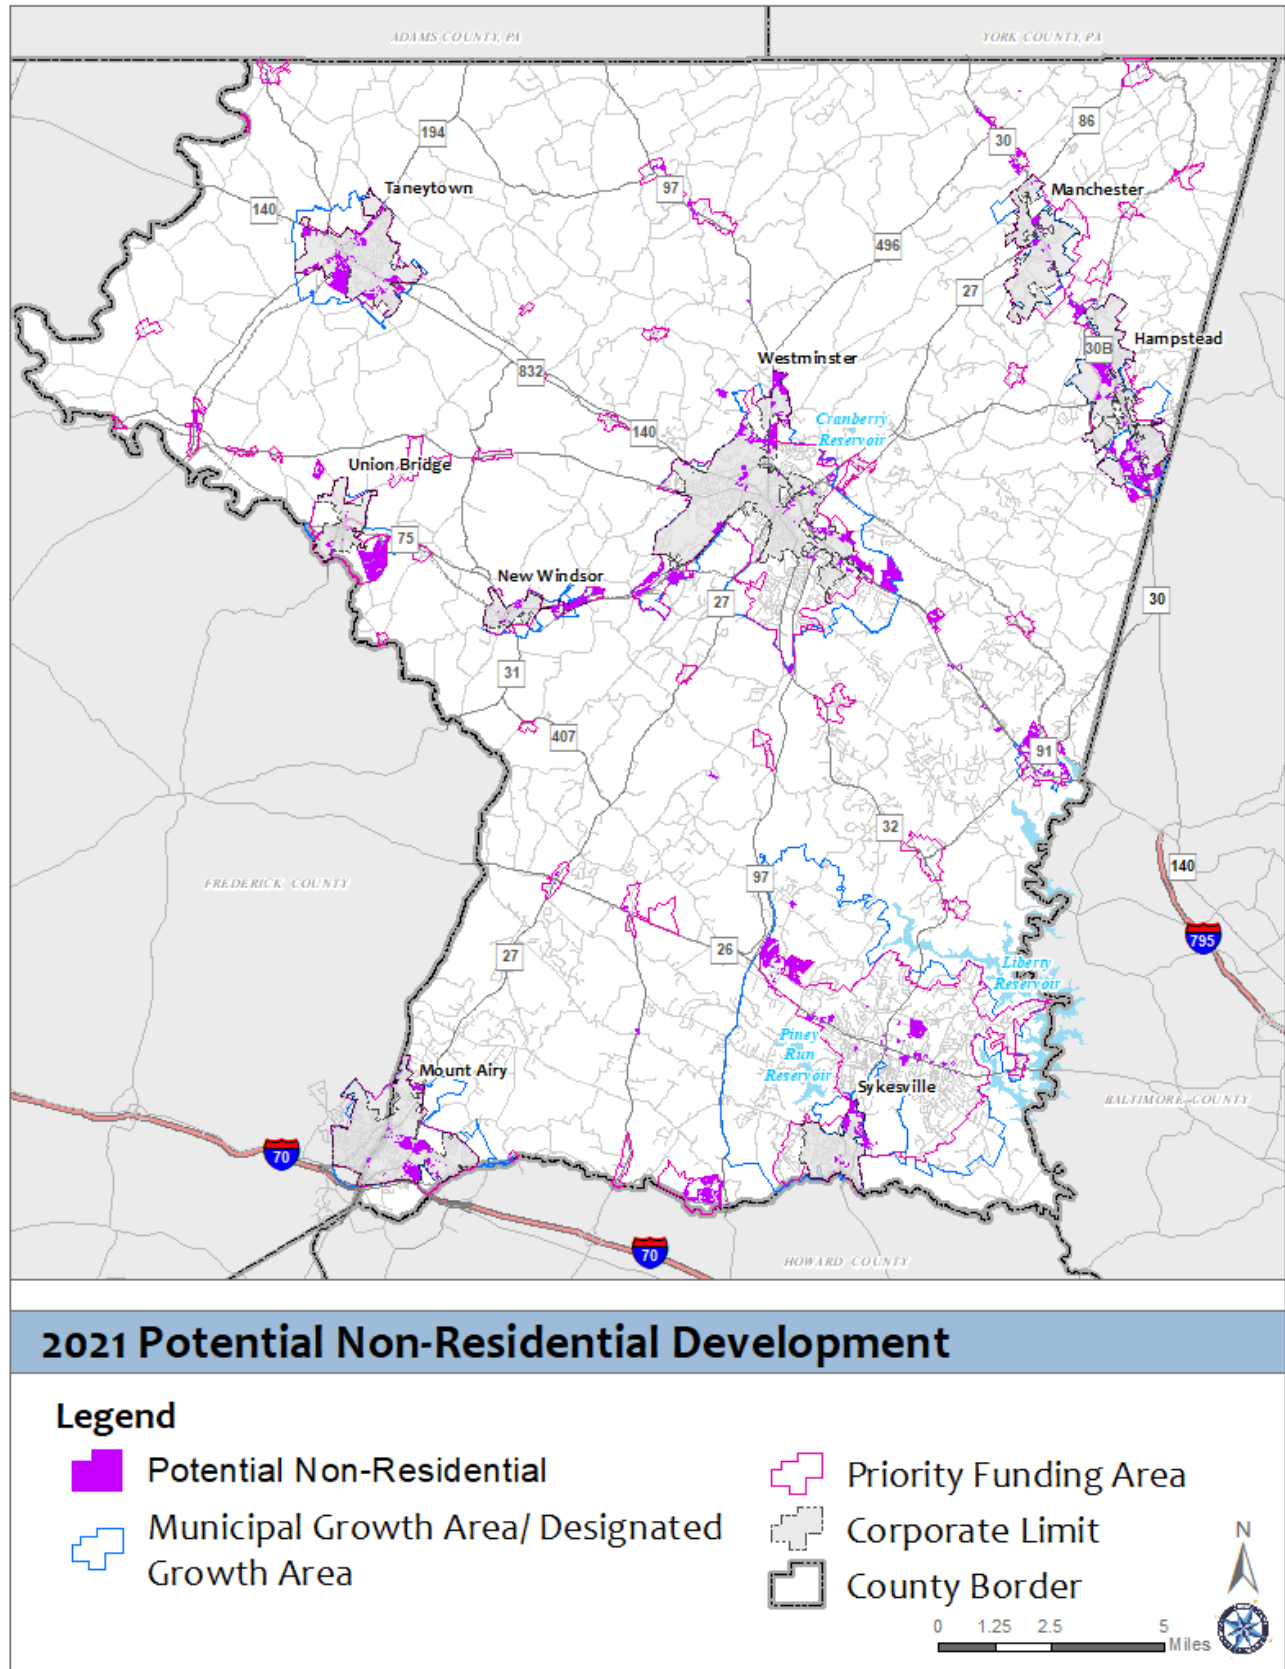 ADAMS COUNTY, PA
YORK COUNTY, PA
194
86
30
Taneytown
97
Manchester
140
496
27
30B
Hampstead
Westminster
832
Cranberry
Reservoir
140
Union Bridge
75
New Windsor
27
30
31
407
91
32
140
97
FREDERICK COUNTY
795
27
26
Liberty
Reservoir
Piney
Run
Reservoir
Mount Airy
Sykesville
BALTIMORE COUNTY
70
70
HOWARD COUNTY
2021 Potential Non-Residential Development
Legend
Potential Non-Residential
Municipal Growth Area/ Designated
Growth Area
Priority Funding Area
Corporate Limit
County Border
N
0 1.25 2.5 5
Miles